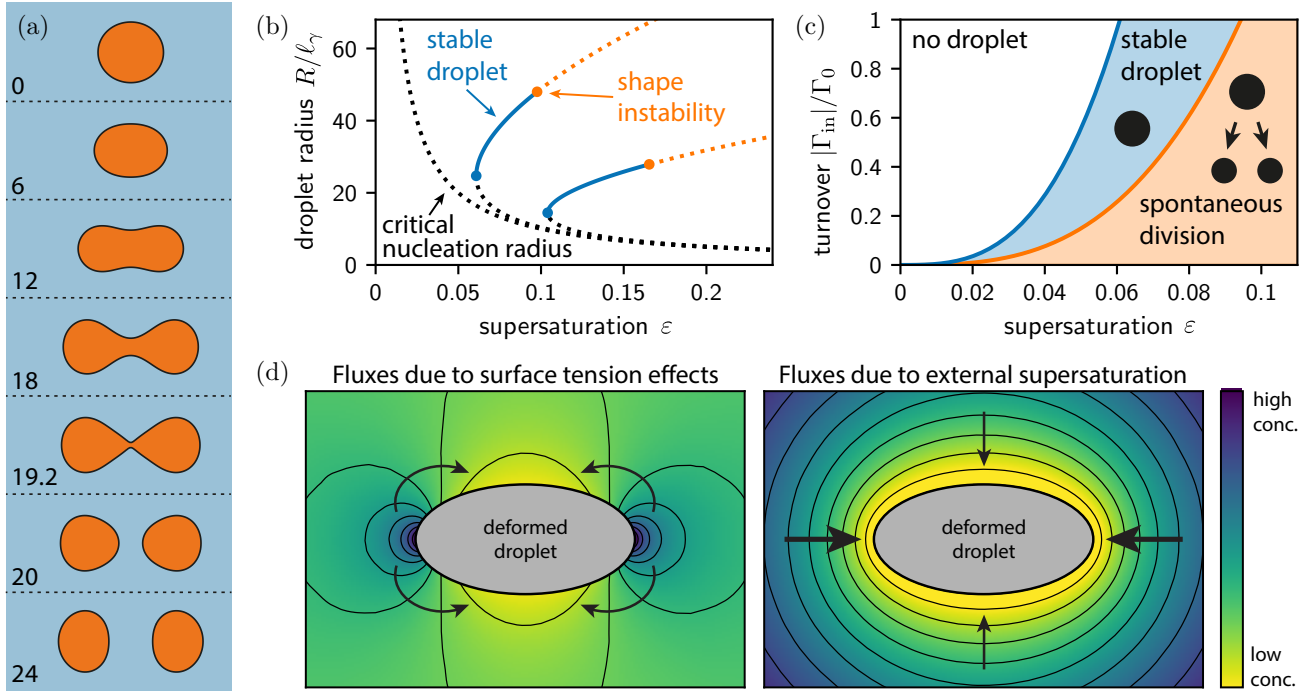 (a)
0
6
12
18
19.2
20
24
(b)
droplet radius R/ℓγ
60
40
20
0
stable
droplet
shape
instability
critical
nucleation radius
0
0.05
0.1
0.15
0.2
supersaturation ε
(c)
turnover |Γin|/Γ0
1
0.8
0.6
0.4
0.2
0
no droplet
stable
droplet
spontaneous
division
0
0.02
0.04
0.06
0.08
0.1
supersaturation ε
(d)
Fluxes due to surface tension effects
deformed
droplet
Fluxes due to external supersaturation
deformed
droplet
high
conc.
low
conc.